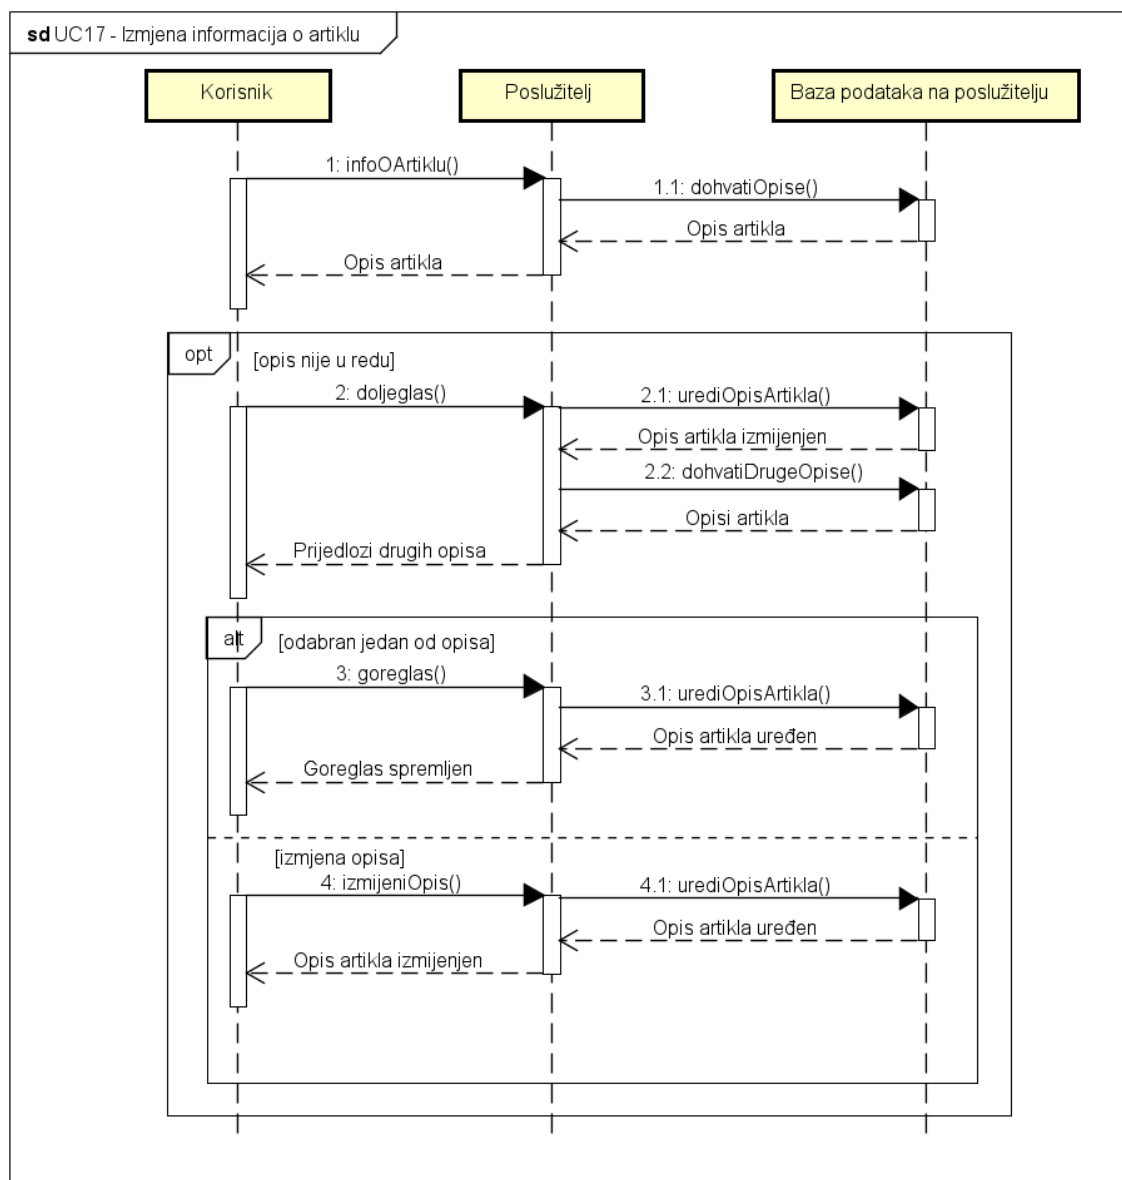 sd UC17 - Izmjena informacija o artiklu
Korisnik
Poslužitelj
Baza podataka na poslužitelju
1: infoOArtiklu()
1.1: dohvatiOpise()
Opis artikla
Opis artikla
opt
[opis nije u redu]
2: doljeglas()
2.1: urediOpisArtikla()
Opis artikla izmijenjen
2.2: dohvatiDrugeOpise()
Opisi artikla
Prijedlozi drugih opisa
alt
[odabran jedan od opisa]
3: goreglas()
3.1: urediOpisArtikla()
Opis artikla uređen
Goreglas spremljen
[izmjena opisa]
4: izmijeniOpis()
4.1: urediOpisArtikla()
Opis artikla uređen
Opis artikla izmijenjen